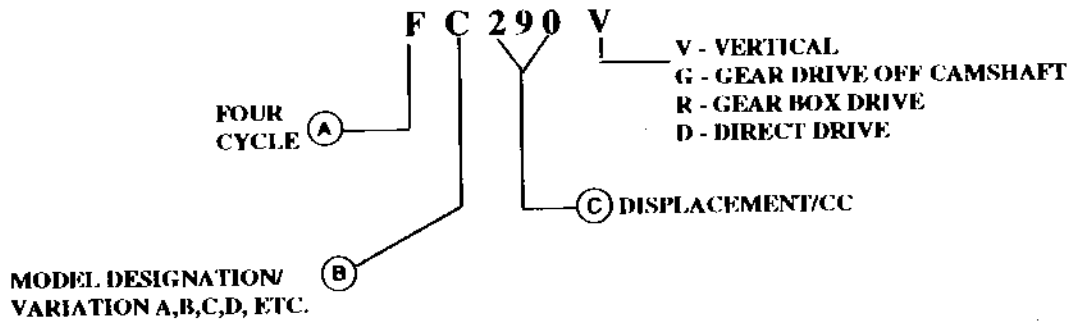 F C 2 9 0 V
V - VERTICAL
G - GEAR DRIVE OFF CAMSHAFT
R - GEAR BOX DRIVE
D - DIRECT DRIVE
FOUR
CYCLE A
C DISPLACEMENT/CC
MODEL DESIGNATION/ B
VARIATION A,B,C,D, ETC.